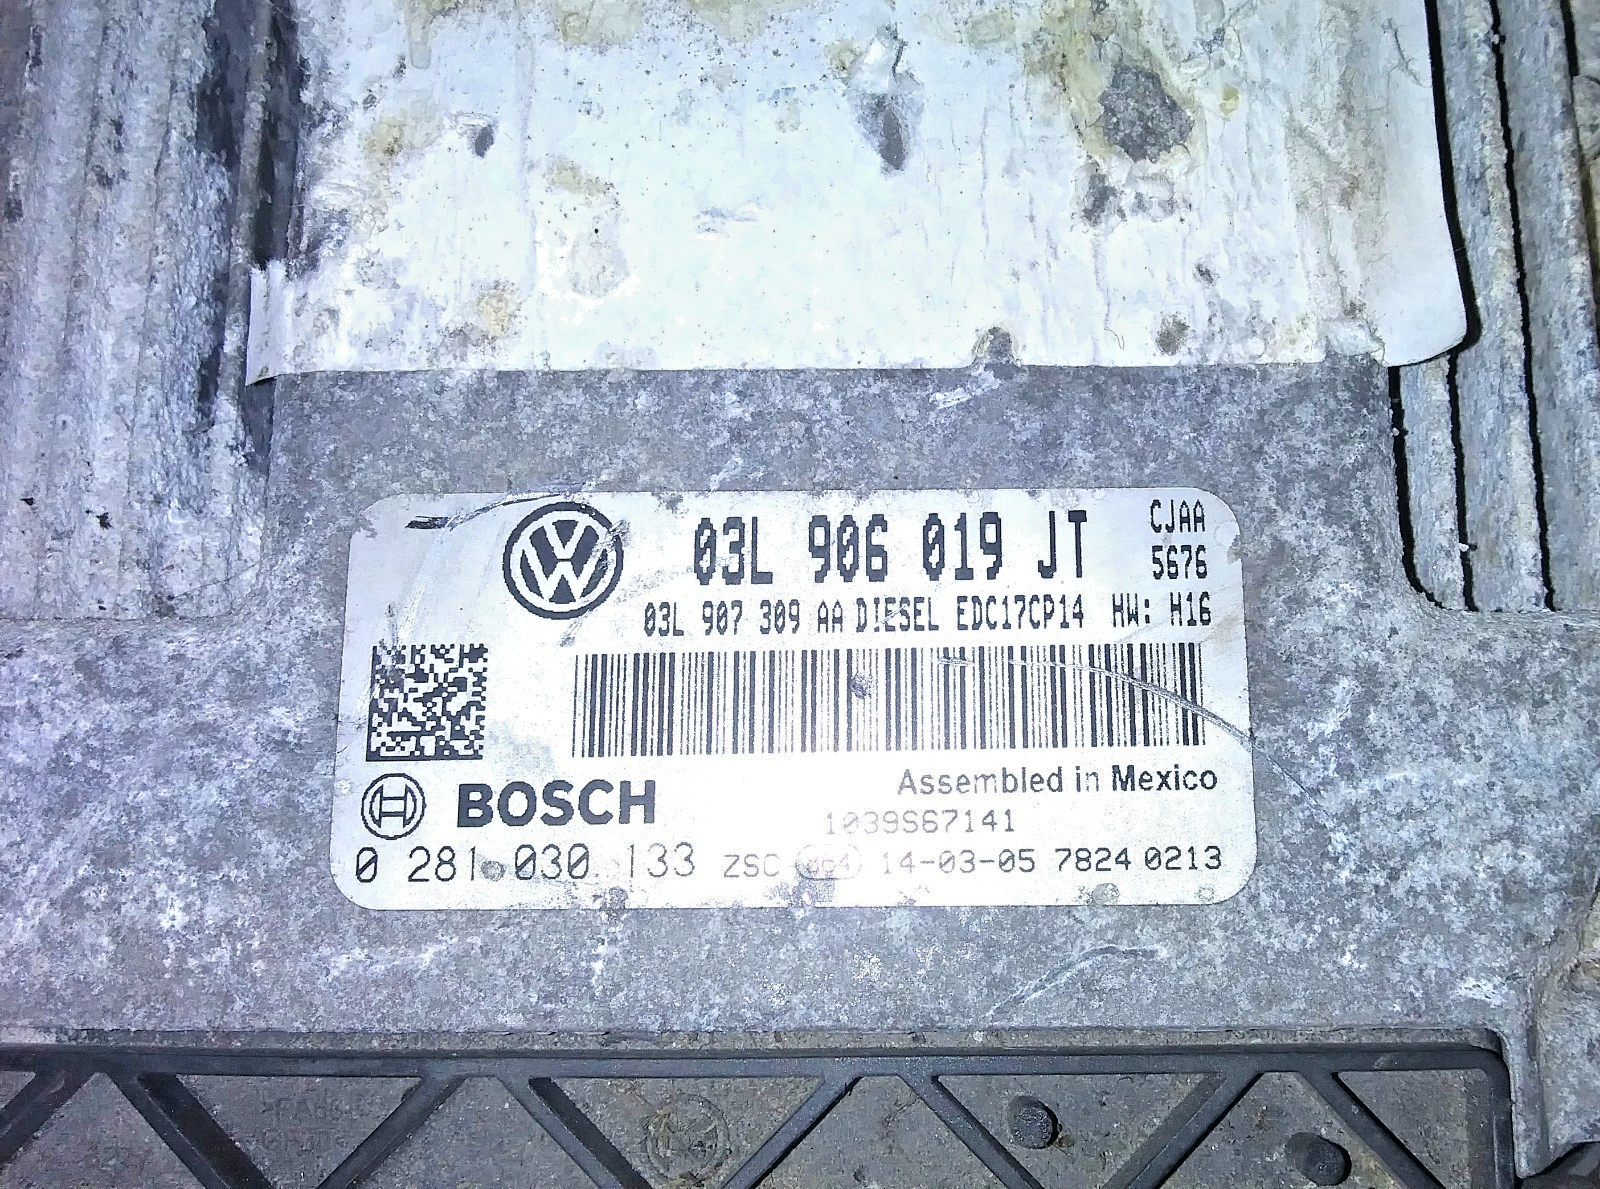 03L 906 019 JT
CJAA
5676
03L 907 309 AA DIESEL EDC17CP14 HW: H16
Assembled in Mexico
BOSCH
1039S67141
0 281 030 133 ZSC 064 14-03-05 7824 0213